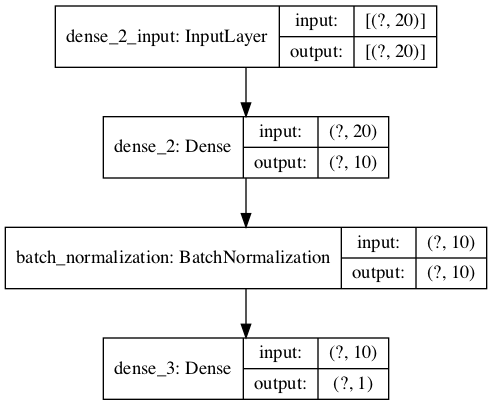 dense_2_input: InputLayer
input: [(?, 20)]
output: [(?, 20)]
dense_2: Dense
input: (?, 20)
output: (?, 10)
batch_normalization: BatchNormalization
input: (?, 10)
output: (?, 10)
dense_3: Dense
input: (?, 10)
output: (?, 1)